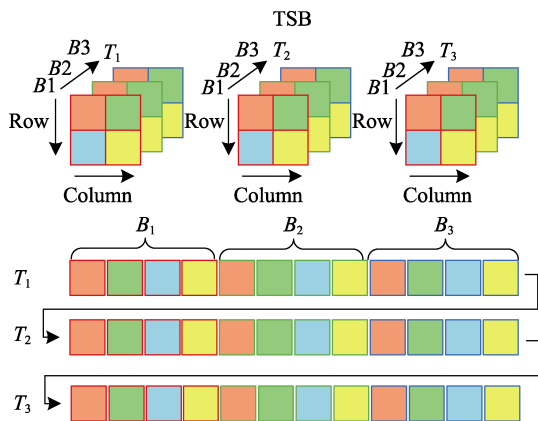 TSB
B3 T₁
B2
B1
Row
Column
B3 T₂
B2
B1
Row
Column
B3 T₃
B2
B1
Row
Column
B₁ B₂ B₃
T₁
T₂
T₃